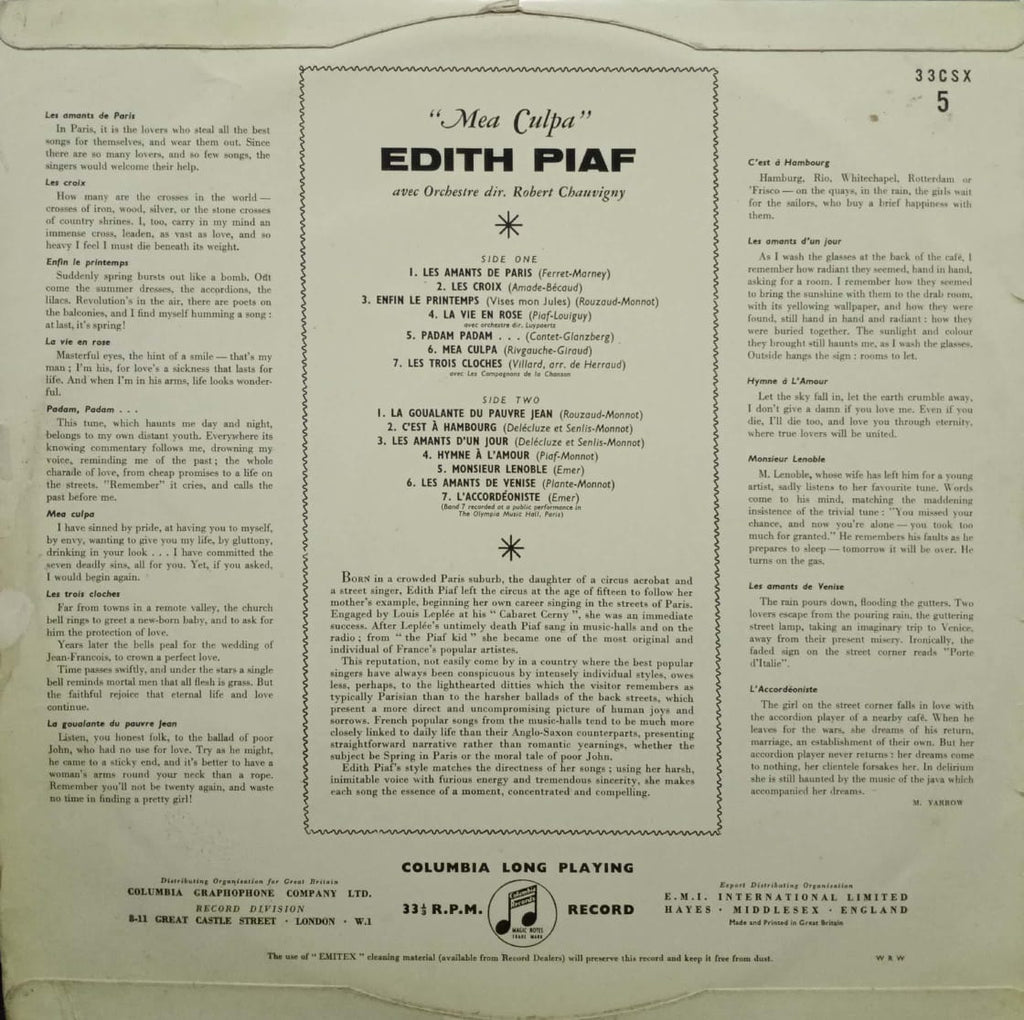 33CSX
5
Les amants de Paris
In Paris, it is the lovers who steal all the best
songs for themselves, and wear them out. Since
there are so many lovers, and so few songs, the
singers would welcome their help.
Les croix
How many are the crosses in the world —
crosses of iron, wood, silver, or the stone crosses
of country shrines. I, too, carry in my mind an
immense cross, leaden, as vast as love, and so
heavy I feel I must die beneath its weight.
Enfin le printemps
Suddenly spring bursts out like a bomb. Out
come the summer dresses, the accordions, the
lilacs. Revolution's in the air, there are poets on
the balconies, and I find myself humming a song :
at last, it's spring!
La vie en rose
Masterful eyes, the hint of a smile — that's my
man ; I'm his, for love's a sickness that lasts for
life. And when I'm in his arms, life looks wonder-
ful.
Padam, Padam . . .
This tune, which haunts me day and night,
belongs to my own distant youth. Everywhere its
knowing commentary follows me, drowning my
voice, reminding me of the past ; the whole
charade of love, from cheap promises to a life on
the streets. "Remember" it cries, and calls the
past before me.
Mea culpa
I have sinned by pride, at having you to myself,
by envy, wanting to give you my life, by gluttony,
drinking in your look . . . I have committed the
seven deadly sins, all for you. Yet, if you asked,
I would begin again.
Les trois cloches
Far from towns in a remote valley, the church
bell rings to greet a new-born baby, and to ask for
him the protection of love.
Years later the bells peal for the wedding of
Jean-Francois, to crown a perfect love.
Time passes swiftly, and under the stars a single
bell reminds mortal men that all flesh is grass. But
the faithful rejoice that eternal life and love
continue.
La goualante du pauvre Jean
Listen, you honest folk, to the ballad of poor
John, who had no use for love. Try as he might,
he came to a sticky end, and it's better to have a
woman's arms round your neck than a rope.
Remember you'll not be twenty again, and waste
no time in finding a pretty girl!
"Mea Culpa"
EDITH PIAF
avec Orchestre dir. Robert Chauvigny
SIDE ONE
1. LES AMANTS DE PARIS (Ferret-Marney)
2. LES CROIX (Amade-Bécaud)
3. ENFIN LE PRINTEMPS (Vises mon Jules) (Rouzaud-Monnot)
4. LA VIE EN ROSE (Piaf-Louiguy)
avec orchestre dir. Luypaerts
5. PADAM PADAM . . . (Contet-Glanzberg)
6. MEA CULPA (Rivgauche-Giraud)
7. LES TROIS CLOCHES (Villard, arr. de Herraud)
avec Les Compagnons de la Chanson
SIDE TWO
1. LA GOUALANTE DU PAUVRE JEAN (Rouzaud-Monnot)
2. C'EST À HAMBOURG (Delécluze et Senlis-Monnot)
3. LES AMANTS D'UN JOUR (Delécluze et Senlis-Monnot)
4. HYMNE À L'AMOUR (Piaf-Monnot)
5. MONSIEUR LENOBLE (Emer)
6. LES AMANTS DE VENISE (Plante-Monnot)
7. L'ACCORDÉONISTE (Emer)
(Band 7 recorded at a public performance in
The Olympia Music Hall, Paris)
BORN in a crowded Paris suburb, the daughter of a circus acrobat and
a street singer, Edith Piaf left the circus at the age of fifteen to follow her
mother's example, beginning her own career singing in the streets of Paris.
Engaged by Louis Leplée at his " Cabaret Cerny ", she was an immediate
success. After Leplée's untimely death Piaf sang in music-halls and on the
radio ; from " the Piaf kid " she became one of the most original and
individual of France's popular artistes.
This reputation, not easily come by in a country where the best popular
singers have always been conspicuous by intensely individual styles, owes
less, perhaps, to the lighthearted ditties which the visitor remembers as
typically Parisian than to the harsher ballads of the back streets, which
present a more direct and uncompromising picture of human joys and
sorrows. French popular songs from the music-halls tend to be much more
closely linked to daily life than their Anglo-Saxon counterparts, presenting
straightforward narrative rather than romantic yearnings, whether the
subject be Spring in Paris or the moral tale of poor John.
Edith Piaf's style matches the directness of her songs ; using her harsh,
inimitable voice with furious energy and tremendous sincerity, she makes
each song the essence of a moment, concentrated and compelling.
C'est à Hambourg
Hamburg, Rio, Whitechapel, Rotterdam or
'Frisco — on the quays, in the rain, the girls wait
for the sailors, who buy a brief happiness with
them.
Les amants d'un jour
As I wash the glasses at the back of the café, I
remember how radiant they seemed, hand in hand,
asking for a room. I remember how they seemed
to bring the sunshine with them to the drab room,
with its yellowing wallpaper, and how they were
found, still hand in hand and radiant : how they
were buried together. The sunlight and colour
they brought still haunts me, as I wash the glasses.
Outside hangs the sign : rooms to let.
Hymne à L'Amour
Let the sky fall in, let the earth crumble away,
I don't give a damn if you love me. Even if you
die, I'll die too, and love you through eternity,
where true lovers will be united.
Monsieur Lenoble
M. Lenoble, whose wife has left him for a young
artist, sadly listens to her favourite tune. Words
come to his mind, matching the maddening
insistence of the trivial tune : "You missed your
chance, and now you're alone — you took too
much for granted." He remembers his faults as he
prepares to sleep — tomorrow it will be over. He
turns on the gas.
Les amants de Venise
The rain pours down, flooding the gutters. Two
lovers escape from the pouring rain, the guttering
street lamp, taking an imaginary trip to Venice,
away from their present misery. Ironically, the
faded sign on the street corner reads "Porte
d'Italie".
L'Accordéoniste
The girl on the street corner falls in love with
the accordion player of a nearby café. When he
leaves for the wars, she dreams of his return,
marriage, an establishment of their own. But her
accordion player never returns : her dreams come
to nothing, her clientele forsakes her. In delirium
she is still haunted by the music of the java which
accompanied her dreams.
M. YARROW
COLUMBIA LONG PLAYING
33⅓ R.P.M.
Columbia Records
MAGIC NOTES
TRADE MARK
RECORD
Distributing Organisation for Great Britain
COLUMBIA GRAPHOPHONE COMPANY LTD.
RECORD DIVISION
8-11 GREAT CASTLE STREET · LONDON · W.1
Export Distributing Organisation
E.M.I. INTERNATIONAL LIMITED
HAYES · MIDDLESEX · ENGLAND
Made and Printed in Great Britain
The use of " EMITEX " cleaning material (available from Record Dealers) will preserve this record and keep it free from dust.
W R W